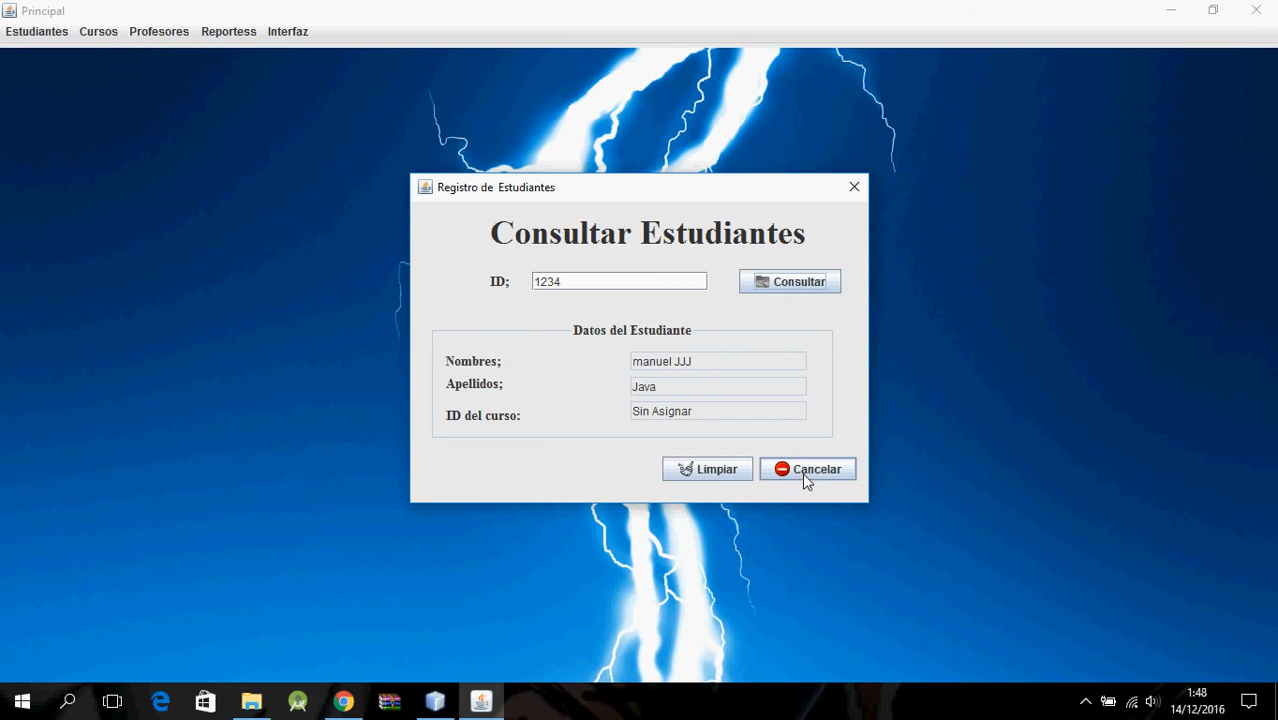 Principal
Estudiantes Cursos Profesores Reportess Interfaz
Registro de Estudiantes
Consultar Estudiantes
ID; 1234 Consultar
Datos del Estudiante
Nombres; manuel JJJ
Apellidos; Java
ID del curso: Sin Asignar
Limpiar Cancelar
1:48
14/12/2016